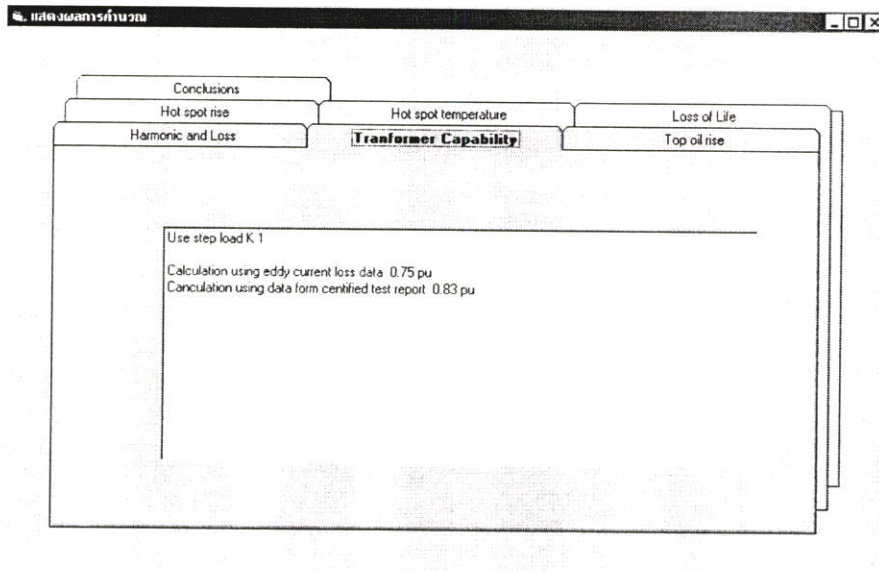 แสดงผลการคำนวณ
Conclusions
Hot spot rise
Hot spot temperature
Loss of Life
Harmonic and Loss
Tranformer Capability
Top oil rise
Use step load K 1
Calculation using eddy current loss data 0.75 pu
Canculation using data form centified test report 0.83 pu